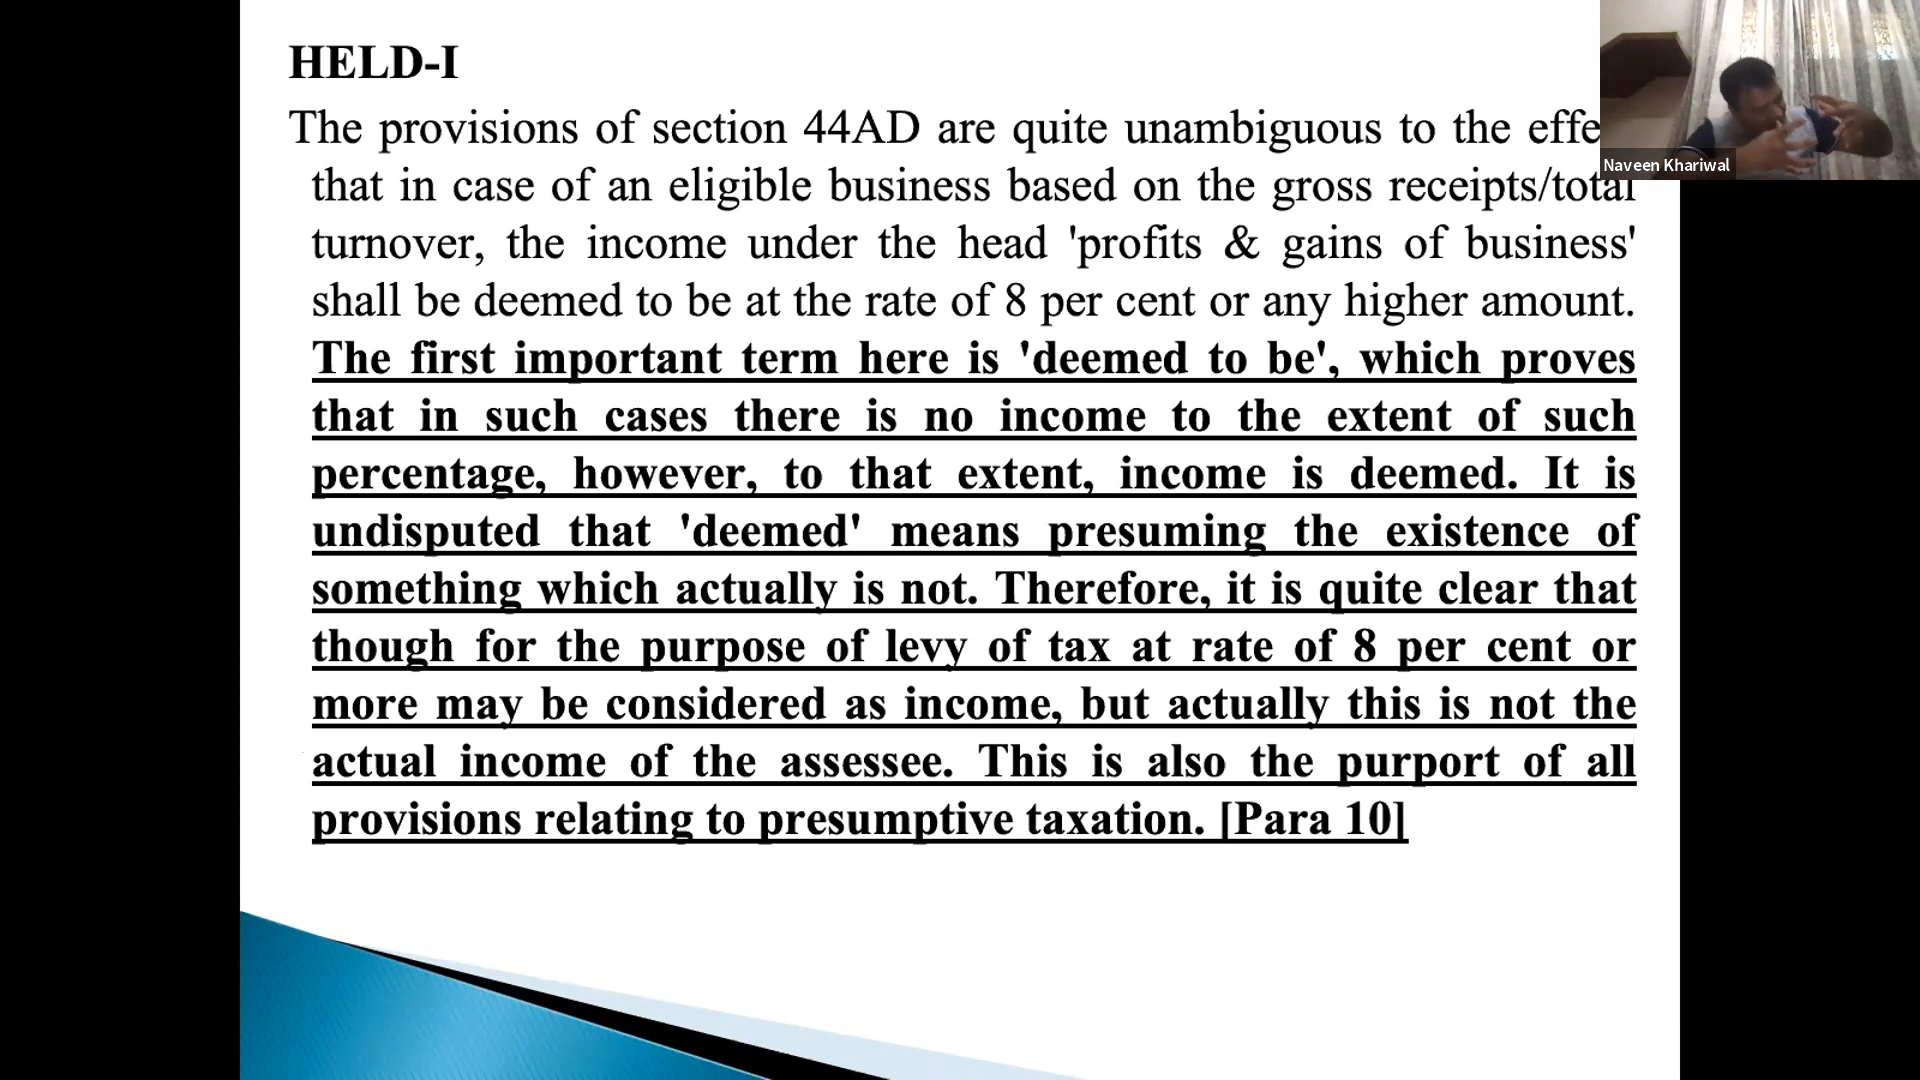 HELD-I
The provisions of section 44AD are quite unambiguous to the effe
that in case of an eligible business based on the gross receipts/total
turnover, the income under the head 'profits & gains of business'
shall be deemed to be at the rate of 8 per cent or any higher amount.
The first important term here is 'deemed to be', which proves
that in such cases there is no income to the extent of such
percentage, however, to that extent, income is deemed. It is
undisputed that 'deemed' means presuming the existence of
something which actually is not. Therefore, it is quite clear that
though for the purpose of levy of tax at rate of 8 per cent or
more may be considered as income, but actually this is not the
actual income of the assessee. This is also the purport of all
provisions relating to presumptive taxation. [Para 10]
Naveen Khariwal